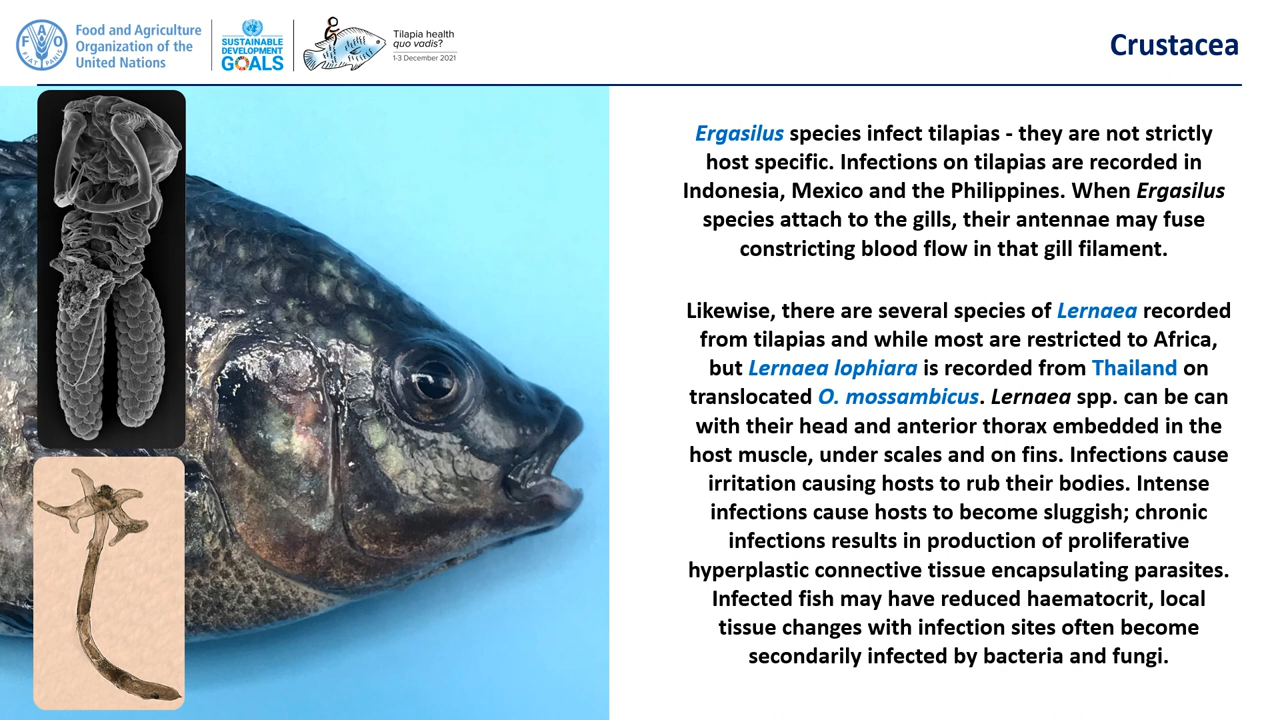 Food and Agriculture
Organization of the
United Nations
F A O
FIAT PANIS
SUSTAINABLE
DEVELOPMENT
GOALS
Tilapia health
quo vadis?
1-3 December 2021
Crustacea
Ergasilus species infect tilapias - they are not strictly
host specific. Infections on tilapias are recorded in
Indonesia, Mexico and the Philippines. When Ergasilus
species attach to the gills, their antennae may fuse
constricting blood flow in that gill filament.
Likewise, there are several species of Lernaea recorded
from tilapias and while most are restricted to Africa,
but Lernaea lophiara is recorded from Thailand on
translocated O. mossambicus. Lernaea spp. can be can
with their head and anterior thorax embedded in the
host muscle, under scales and on fins. Infections cause
irritation causing hosts to rub their bodies. Intense
infections cause hosts to become sluggish; chronic
infections results in production of proliferative
hyperplastic connective tissue encapsulating parasites.
Infected fish may have reduced haematocrit, local
tissue changes with infection sites often become
secondarily infected by bacteria and fungi.